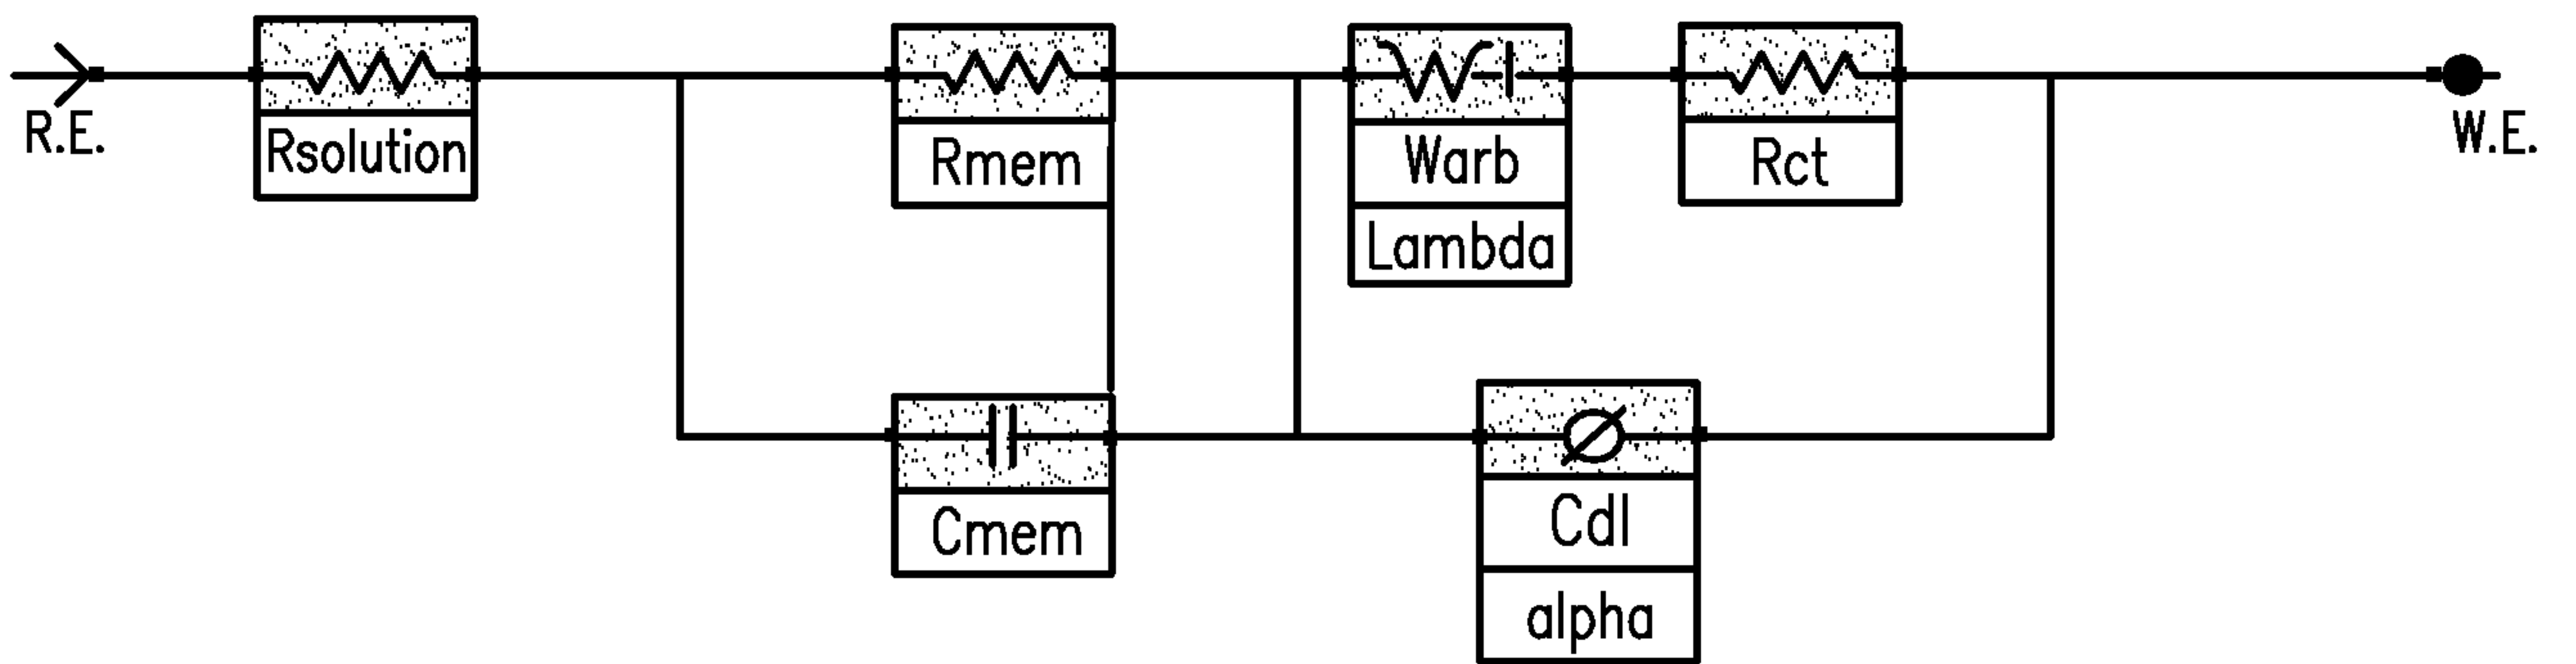 R.E.
Rsolution
Rmem
Warb
Lambda
Rct
W.E.
Cmem
Cdl
alpha